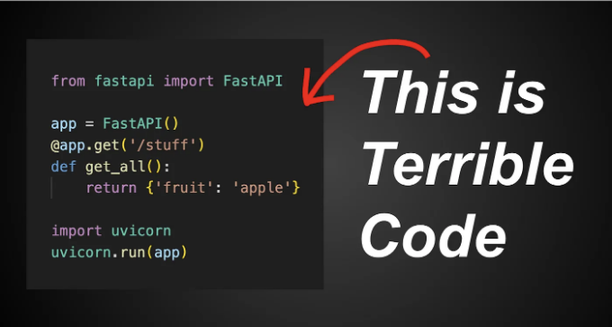 from fastapi import FastAPI
app = FastAPI()
@app.get('/stuff')
def get_all():
    return {'fruit': 'apple'}
import uvicorn
uvicorn.run(app)
This is
Terrible
Code